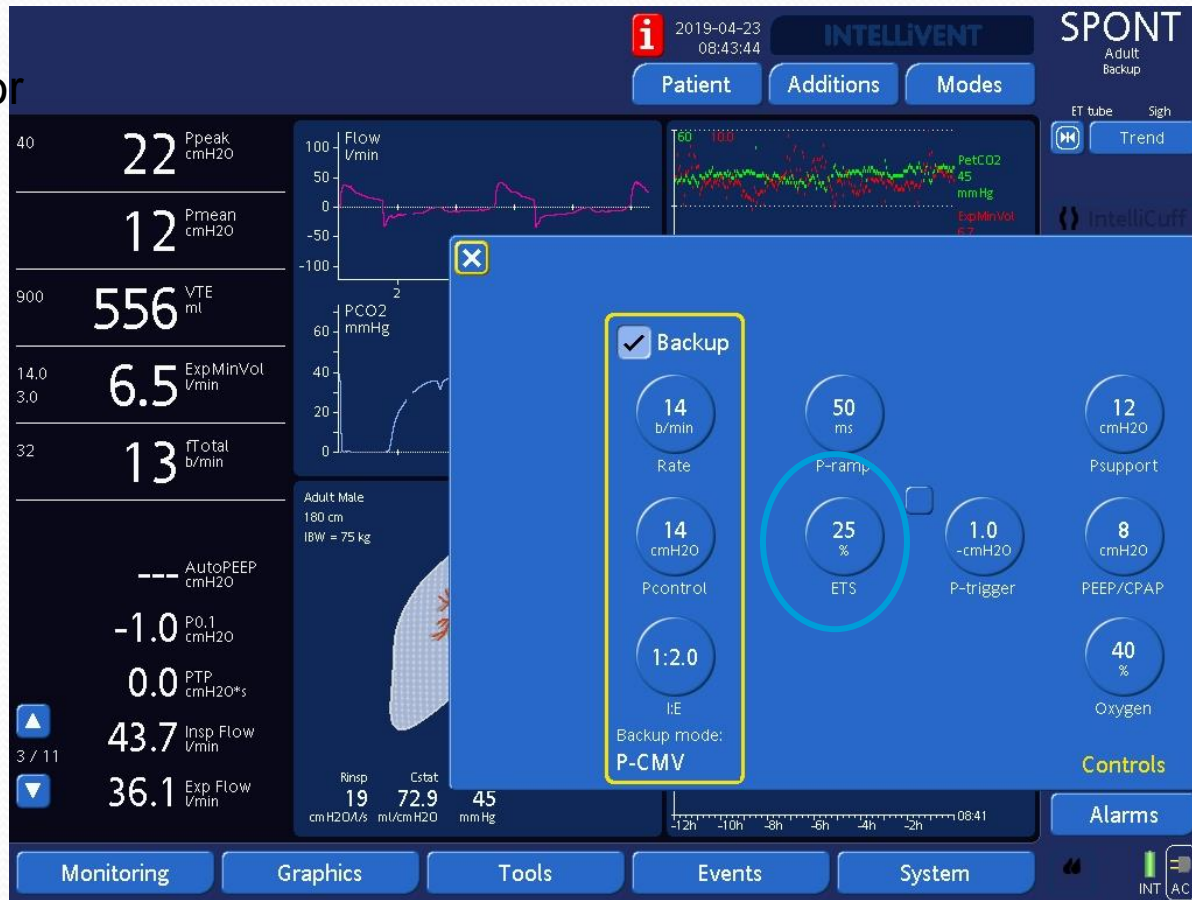 or
2019-04-23
08:43:44
INTELLiVENT
SPONT
Adult
Backup
Patient
Additions
Modes
ET tube Sigh
Trend
IntelliCuff
40 22 Ppeak
cmH2O
12 Pmean
cmH2O
900 556 VTE
ml
14.0
3.0
6.5 ExpMinVol
l/min
32 13 fTotal
b/min
--- AutoPEEP
cmH2O
-1.0 P0.1
cmH2O
0.0 PTP
cmH2O*s
43.7 Insp Flow
l/min
3 / 11
36.1 Exp Flow
l/min
Flow
l/min
100
50
0
-50
-100
2
PCO2
mmHg
60
40
20
0
60 10.0
PetCO2
45
mmHg
ExpMinVol
6.7
Adult Male
180 cm
IBW = 75 kg
Rinsp Cstat
19 72.9 45
cmH2O/l/s ml/cmH2O mmHg
Backup
14
b/min
Rate
14
cmH2O
Pcontrol
1:2.0
I:E
Backup mode:
P-CMV
50
ms
P-ramp
25
%
ETS
1.0
-cmH2O
P-trigger
12
cmH2O
Psupport
8
cmH2O
PEEP/CPAP
40
%
Oxygen
Controls
-12h -10h -8h -6h -4h -2h 08:41
Alarms
Monitoring
Graphics
Tools
Events
System
INT AC